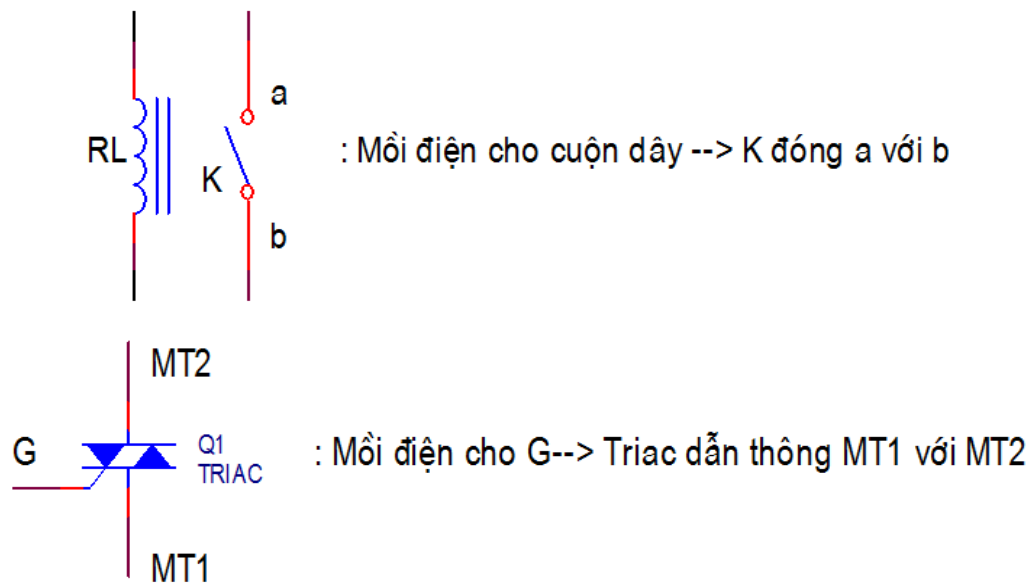 a
RL
K
: Mồi điện cho cuộn dây --> K đóng a với b
b
MT2
G
Q1
TRIAC
: Mồi điện cho G--> Triac dẫn thông MT1 với MT2
MT1